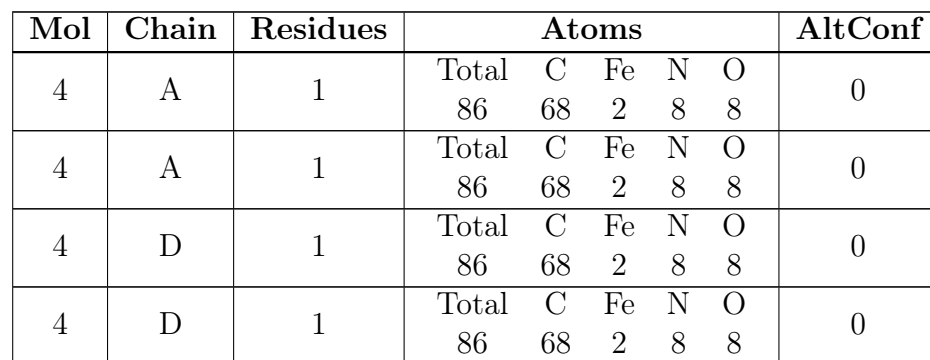 Mol Chain Residues Atoms AltConf
4 A 1 Total C Fe N O 0
86 68 2 8 8
4 A 1 Total C Fe N O 0
86 68 2 8 8
4 D 1 Total C Fe N O 0
86 68 2 8 8
4 D 1 Total C Fe N O 0
86 68 2 8 8